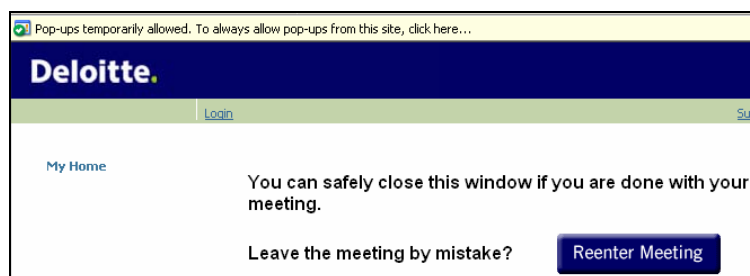 Pop-ups temporarily allowed. To always allow pop-ups from this site, click here...
Deloitte.
Login
My Home
You can safely close this window if you are done with your
meeting.
Leave the meeting by mistake? Reenter Meeting